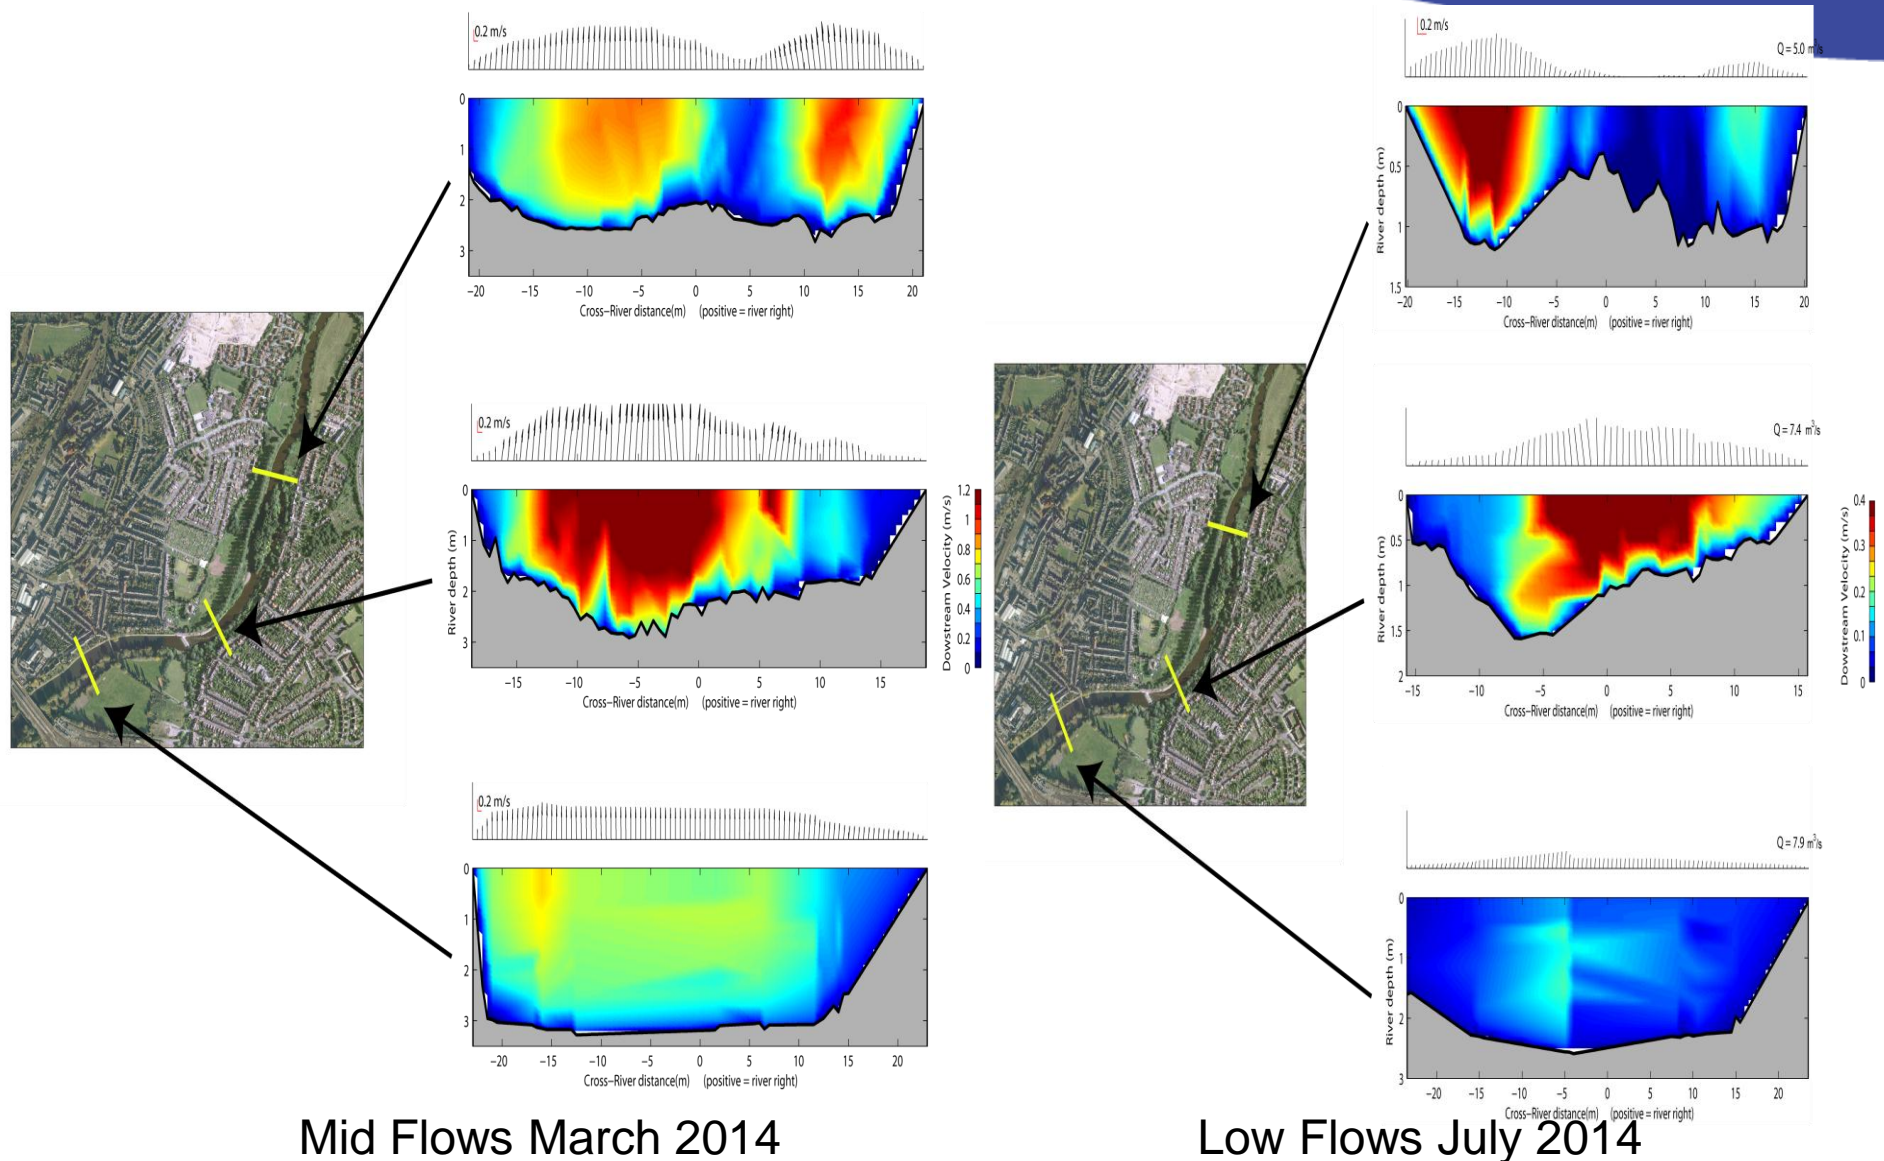 0.2 m/s
0
1
2
3
−20 −15 −10 −5 0 5 10 15 20
Cross−River distance(m) (positive = river right)
0.2 m/s
River depth (m)
0
1
2
3
−15 −10 −5 0 5 10 15
Cross−River distance(m) (positive = river right)
Dowstream Velocity (m/s)
1.2
1
0.8
0.6
0.4
0.2
0
0.2 m/s
0
1
2
3
−20 −15 −10 −5 0 5 10 15 20
Cross−River distance(m) (positive = river right)
Mid Flows March 2014
0.2 m/s
Q = 5.0 m³/s
River depth (m)
0
0.5
1
1.5
−20 −15 −10 −5 0 5 10 15 20
Cross−River distance(m) (positive = river right)
Q = 7.4 m³/s
River depth (m)
0
0.5
1
1.5
2
−15 −10 −5 0 5 10 15
Cross−River distance(m) (positive = river right)
Dowstream Velocity (m/s)
0.4
0.3
0.2
0.1
0
Q = 7.9 m³/s
River depth (m)
0
1
2
3
−20 −15 −10 −5 0 5 10 15 20
Cross−River distance(m) (positive = river right)
Low Flows July 2014